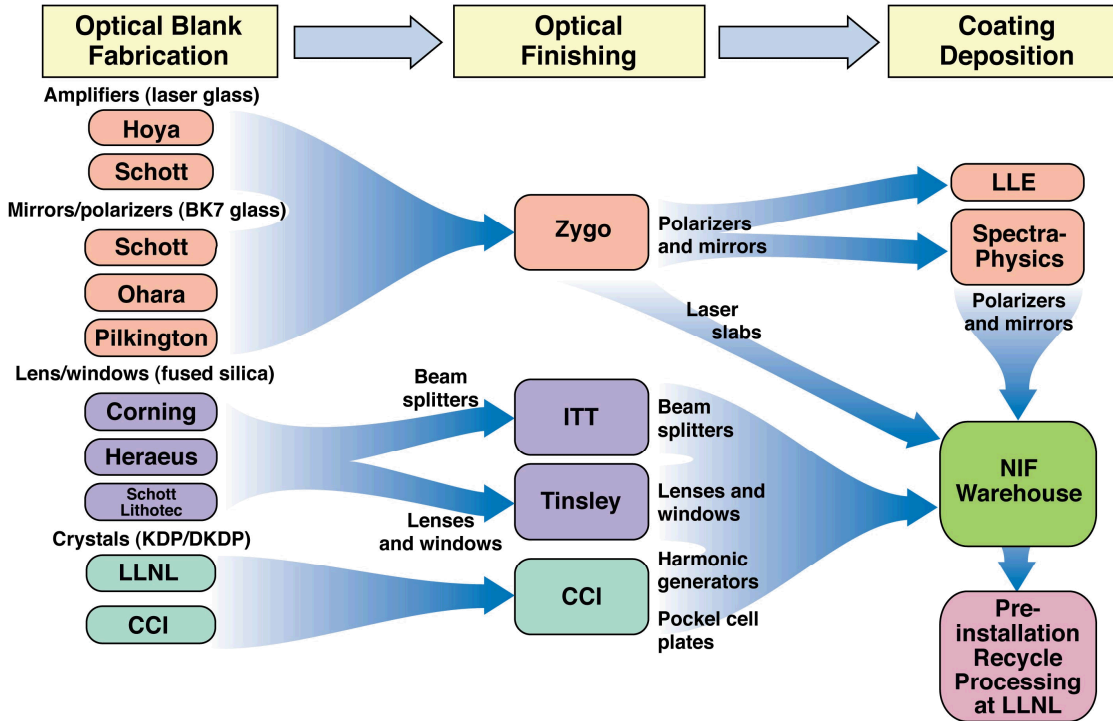 Optical Blank
Fabrication
Optical
Finishing
Coating
Deposition
Amplifiers (laser glass)
Hoya
Schott
Mirrors/polarizers (BK7 glass)
Schott
Ohara
Pilkington
Lens/windows (fused silica)
Corning
Heraeus
Schott
Lithotec
Crystals (KDP/DKDP)
LLNL
CCI
Beam
splitters
Lenses
and windows
Zygo
ITT
Tinsley
CCI
Polarizers
and mirrors
Laser
slabs
Beam
splitters
Lenses and
windows
Harmonic
generators
Pockel cell
plates
LLE
Spectra-
Physics
Polarizers
and mirrors
NIF
Warehouse
Pre-
installation
Recycle
Processing
at LLNL